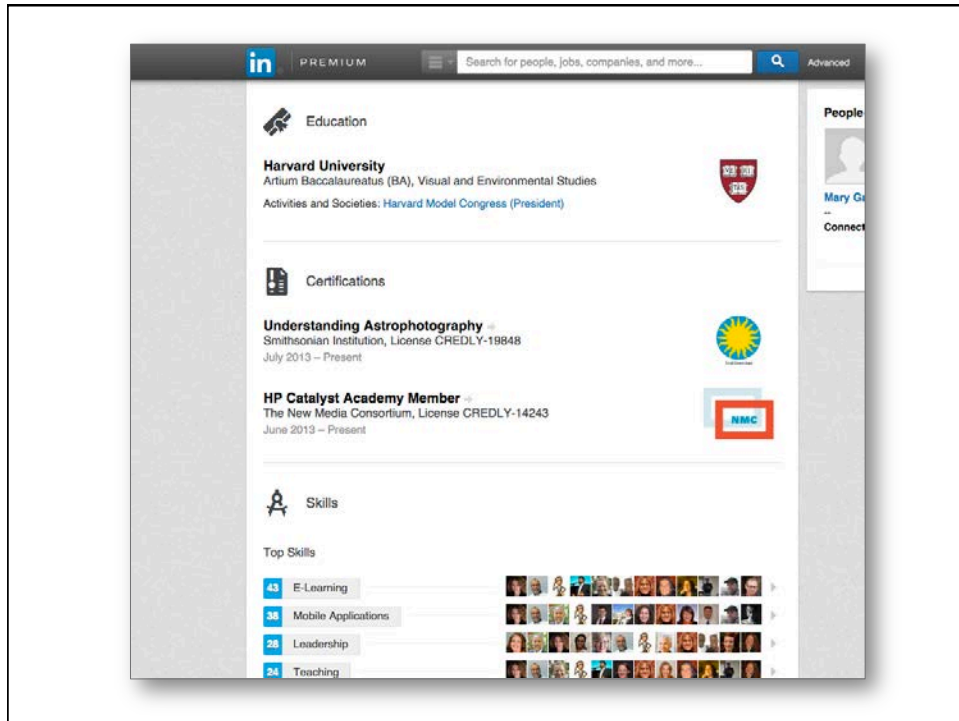 in PREMIUM Search for people, jobs, companies, and more... Advanced
Education
Harvard University
Artium Baccalaureatus (BA), Visual and Environmental Studies
Activities and Societies: Harvard Model Congress (President)
Certifications
Understanding Astrophotography
Smithsonian Institution, License CREDLY-19848
July 2013 – Present
HP Catalyst Academy Member
The New Media Consortium, License CREDLY-14243
NMC
June 2013 – Present
Skills
Top Skills
43 E-Learning
38 Mobile Applications
28 Leadership
24 Teaching
People
Mary Ga
--
Connect